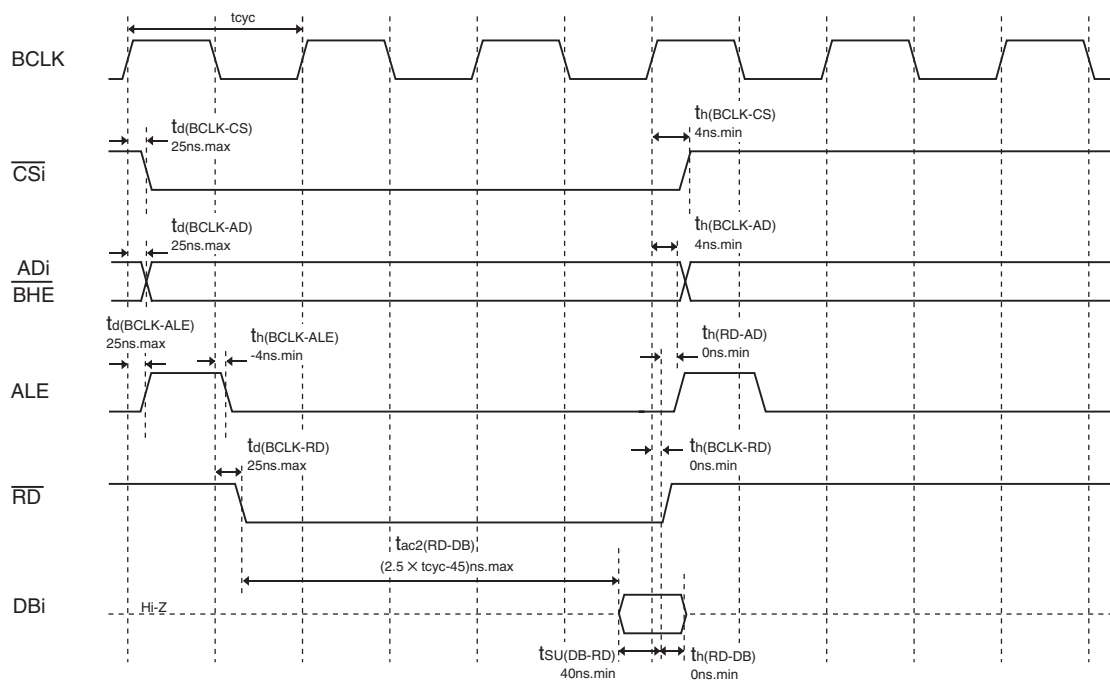 tcyc
BCLK
td(BCLK-CS)
25ns.max
th(BCLK-CS)
4ns.min
CSi
td(BCLK-AD)
25ns.max
th(BCLK-AD)
4ns.min
ADi
BHE
td(BCLK-ALE)
25ns.max
th(BCLK-ALE)
-4ns.min
th(RD-AD)
0ns.min
ALE
td(BCLK-RD)
25ns.max
th(BCLK-RD)
0ns.min
RD
tac2(RD-DB)
(2.5 × tcyc-45)ns.max
DBi
Hi-Z
tSU(DB-RD)
40ns.min
th(RD-DB)
0ns.min